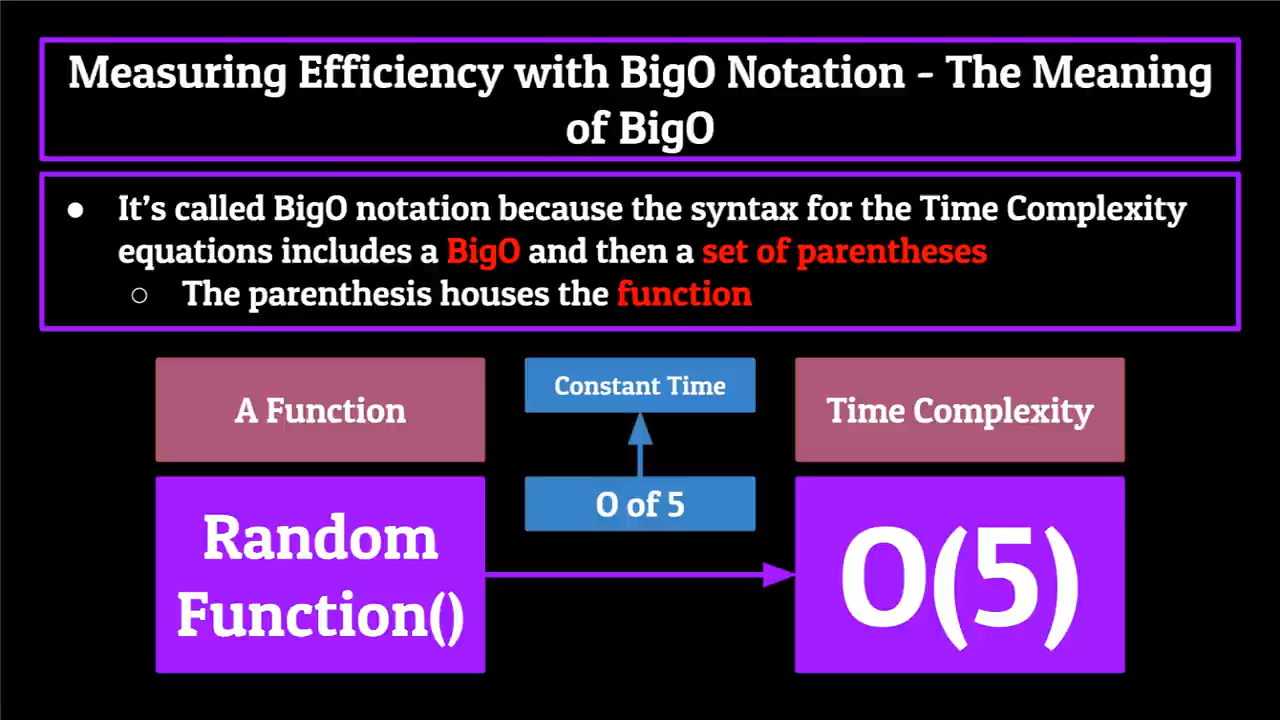 Measuring Efficiency with BigO Notation - The Meaning
of BigO
● It's called BigO notation because the syntax for the Time Complexity
equations includes a BigO and then a set of parentheses
○ The parenthesis houses the function
A Function
Constant Time
Time Complexity
O of 5
Random
Function()
O(5)